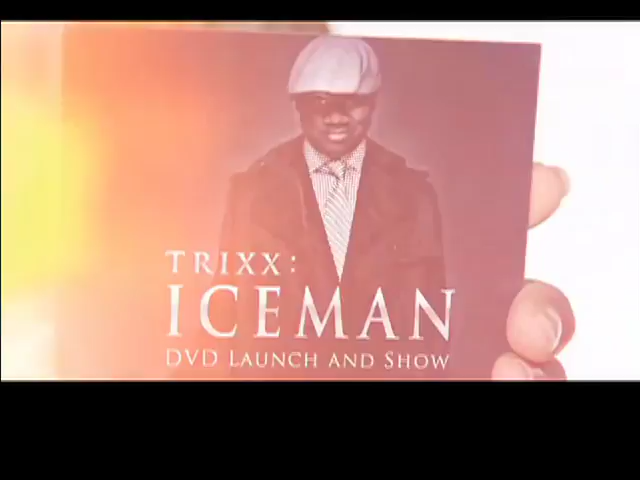 TRIXX:
ICEMAN
DVD LAUNCH AND SHOW